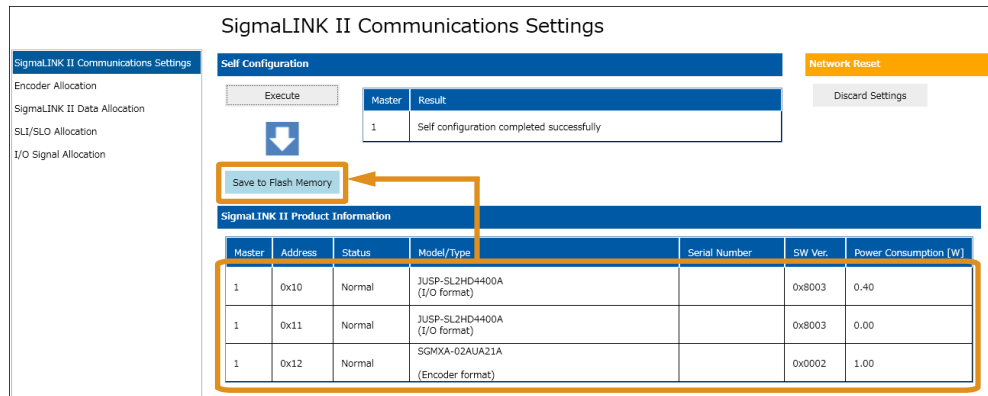 SigmaLINK II Communications Settings
SigmaLINK II Communications Settings
Encoder Allocation
SigmaLINK II Data Allocation
SLI/SLO Allocation
I/O Signal Allocation
Self Configuration
Execute
Master Result
1 Self configuration completed successfully
Save to Flash Memory
Network Reset
Discard Settings
SigmaLINK II Product Information
Master Address Status Model/Type Serial Number SW Ver. Power Consumption [W]
1 0x10 Normal JUSP-SL2HD4400A 0x8003 0.40
(I/O format)
1 0x11 Normal JUSP-SL2HD4400A 0x8003 0.00
(I/O format)
1 0x12 Normal SGMXA-02AUA21A 0x0002 1.00
(Encoder format)